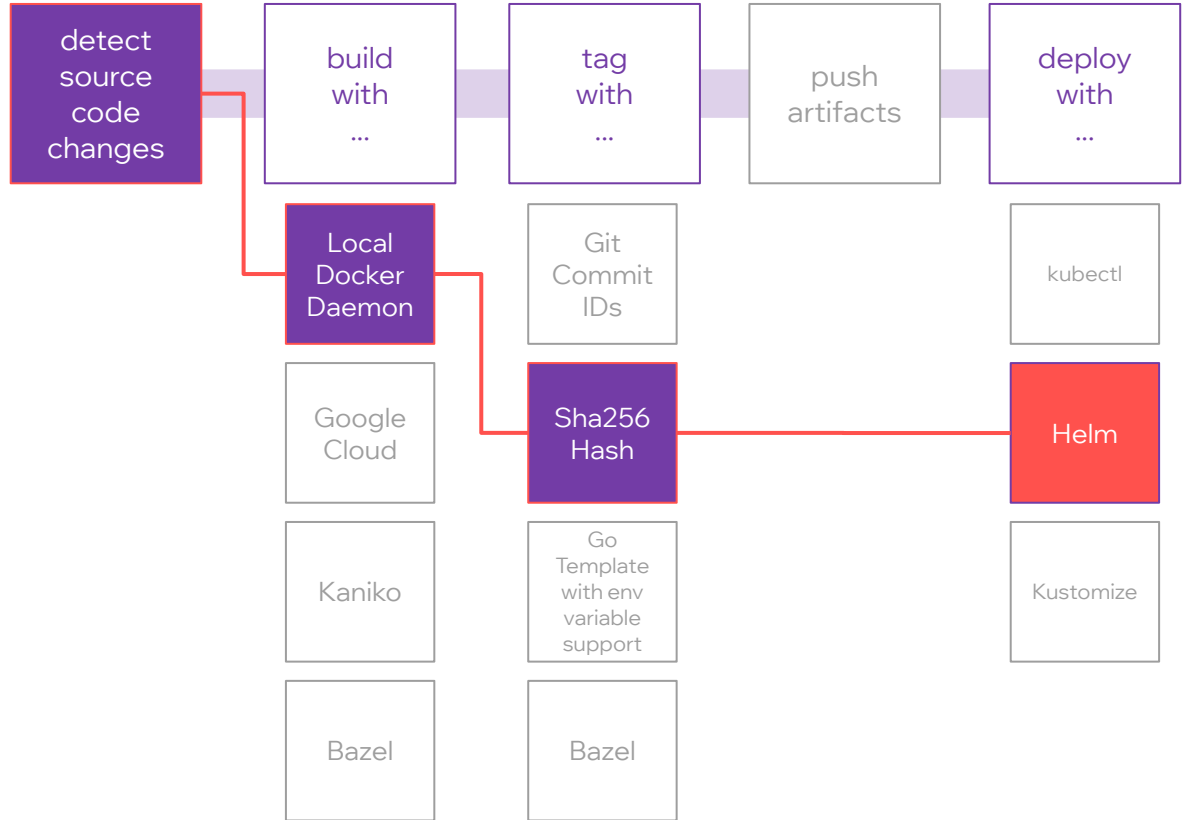 detect
source
code
changes
build
with
...
tag
with
...
push
artifacts
deploy
with
...
Local
Docker
Daemon
Git
Commit
IDs
kubectl
Google
Cloud
Sha256
Hash
Helm
Kaniko
Go
Template
with env
variable
support
Kustomize
Bazel
Bazel